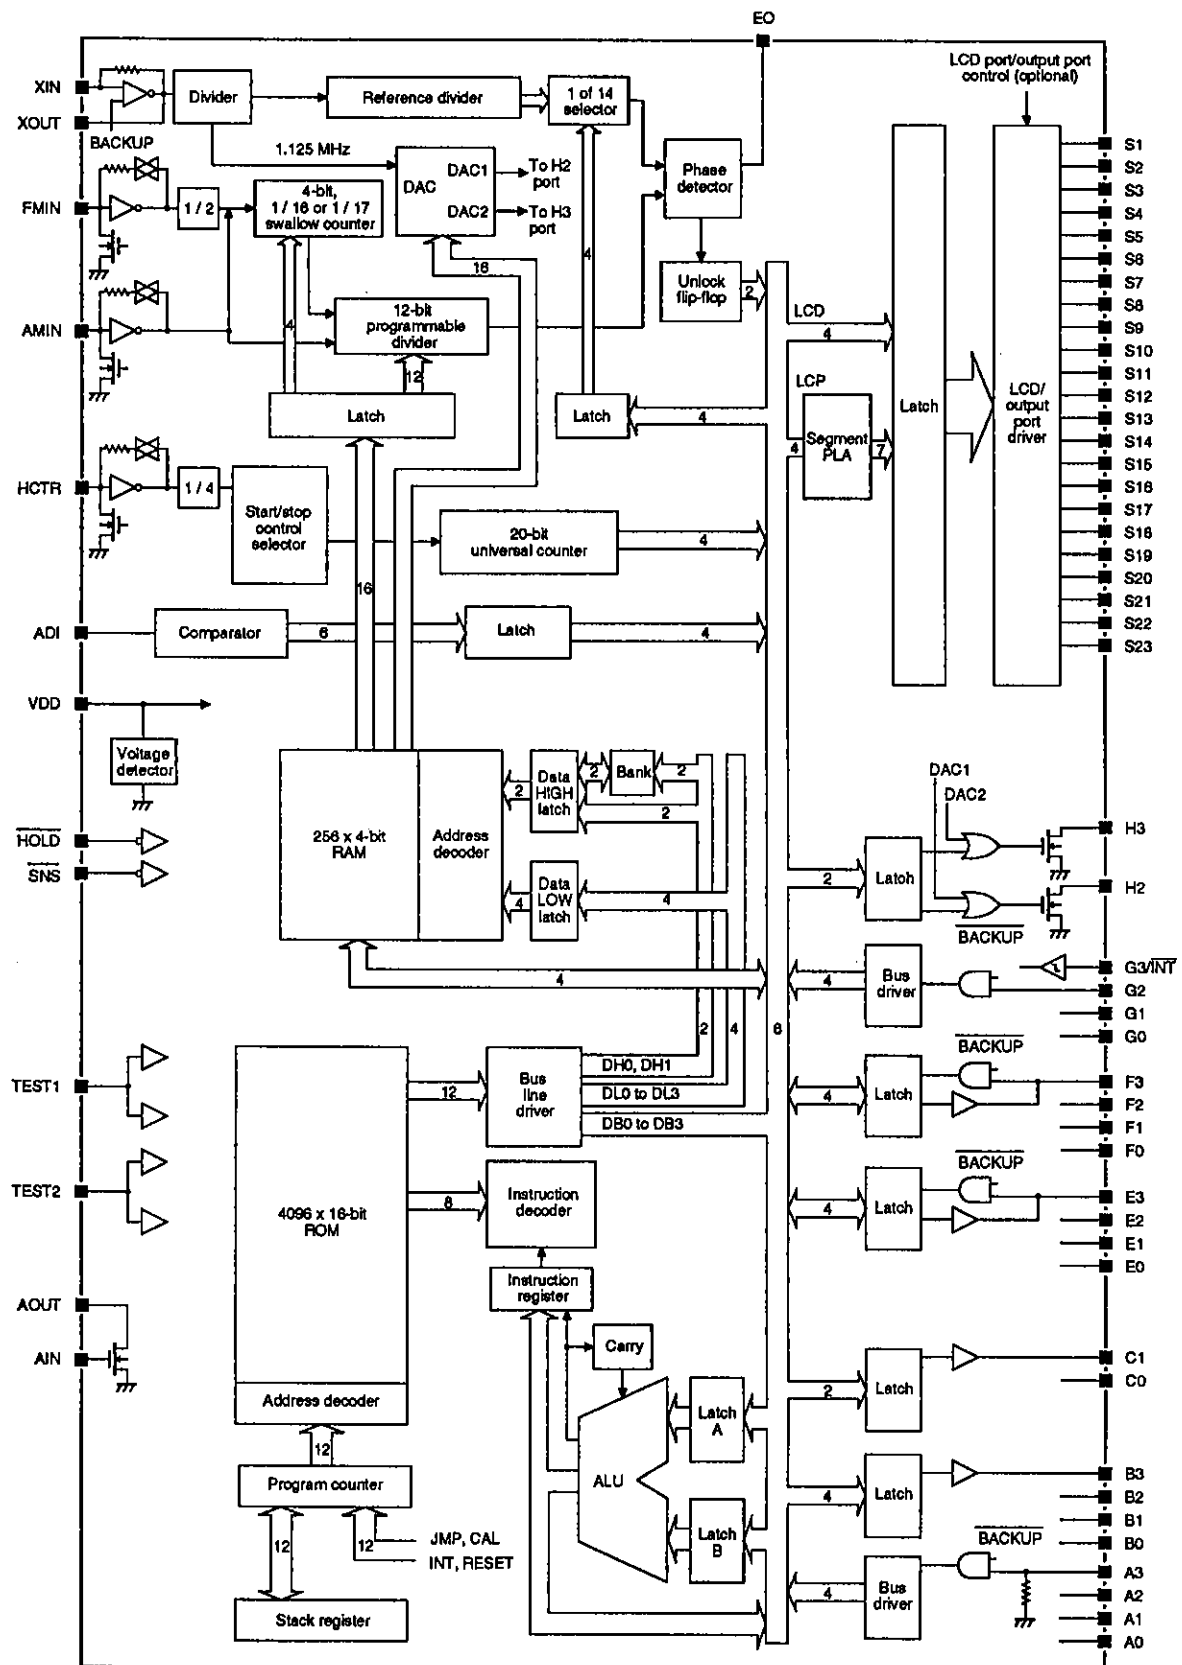 EO
LCD port/output port
control (optional)
XIN
XOUT
BACKUP
Divider
Reference divider
1 of 14
selector
1.125 MHz
DAC
DAC1
DAC2
To H2
port
To H3
port
Phase
detector
FMIN
1 / 2
4-bit,
1 / 16 or 1 / 17
swallow counter
16
4
Unlock
flip-flop
2
AMIN
4
12-bit
programmable
divider
12
Latch
Latch
4
LCD
4
LCP
4
Segment
PLA
7
Latch
LCD/
output
port
driver
S1
S2
S3
S4
S5
S6
S7
S8
S9
S10
S11
S12
S13
S14
S15
S16
S17
S18
S19
S20
S21
S22
S23
HCTR
1 / 4
Start/stop
control
selector
20-bit
universal counter
4
16
ADI
Comparator
6
Latch
4
VDD
Voltage
detector
HOLD
SNS
256 x 4-bit
RAM
Address
decoder
2
Data
HIGH
latch
2
Bank
2
2
4
Data
LOW
latch
4
4
DAC1
DAC2
2
Latch
BACKUP
H3
H2
4
Bus
driver
G3/INT
G2
G1
G0
2
4
6
TEST1
TEST2
4096 x 16-bit
ROM
12
Bus
line
driver
DH0, DH1
DL0 to DL3
DB0 to DB3
8
Instruction
decoder
Instruction
register
BACKUP
4
Latch
F3
F2
F1
F0
BACKUP
4
Latch
E3
E2
E1
E0
AOUT
AIN
Carry
ALU
Latch
A
Latch
B
Address decoder
12
Program counter
12
12
JMP, CAL
INT, RESET
Stack register
2
Latch
C1
C0
4
Latch
B3
B2
B1
B0
BACKUP
4
Bus
driver
A3
A2
A1
A0